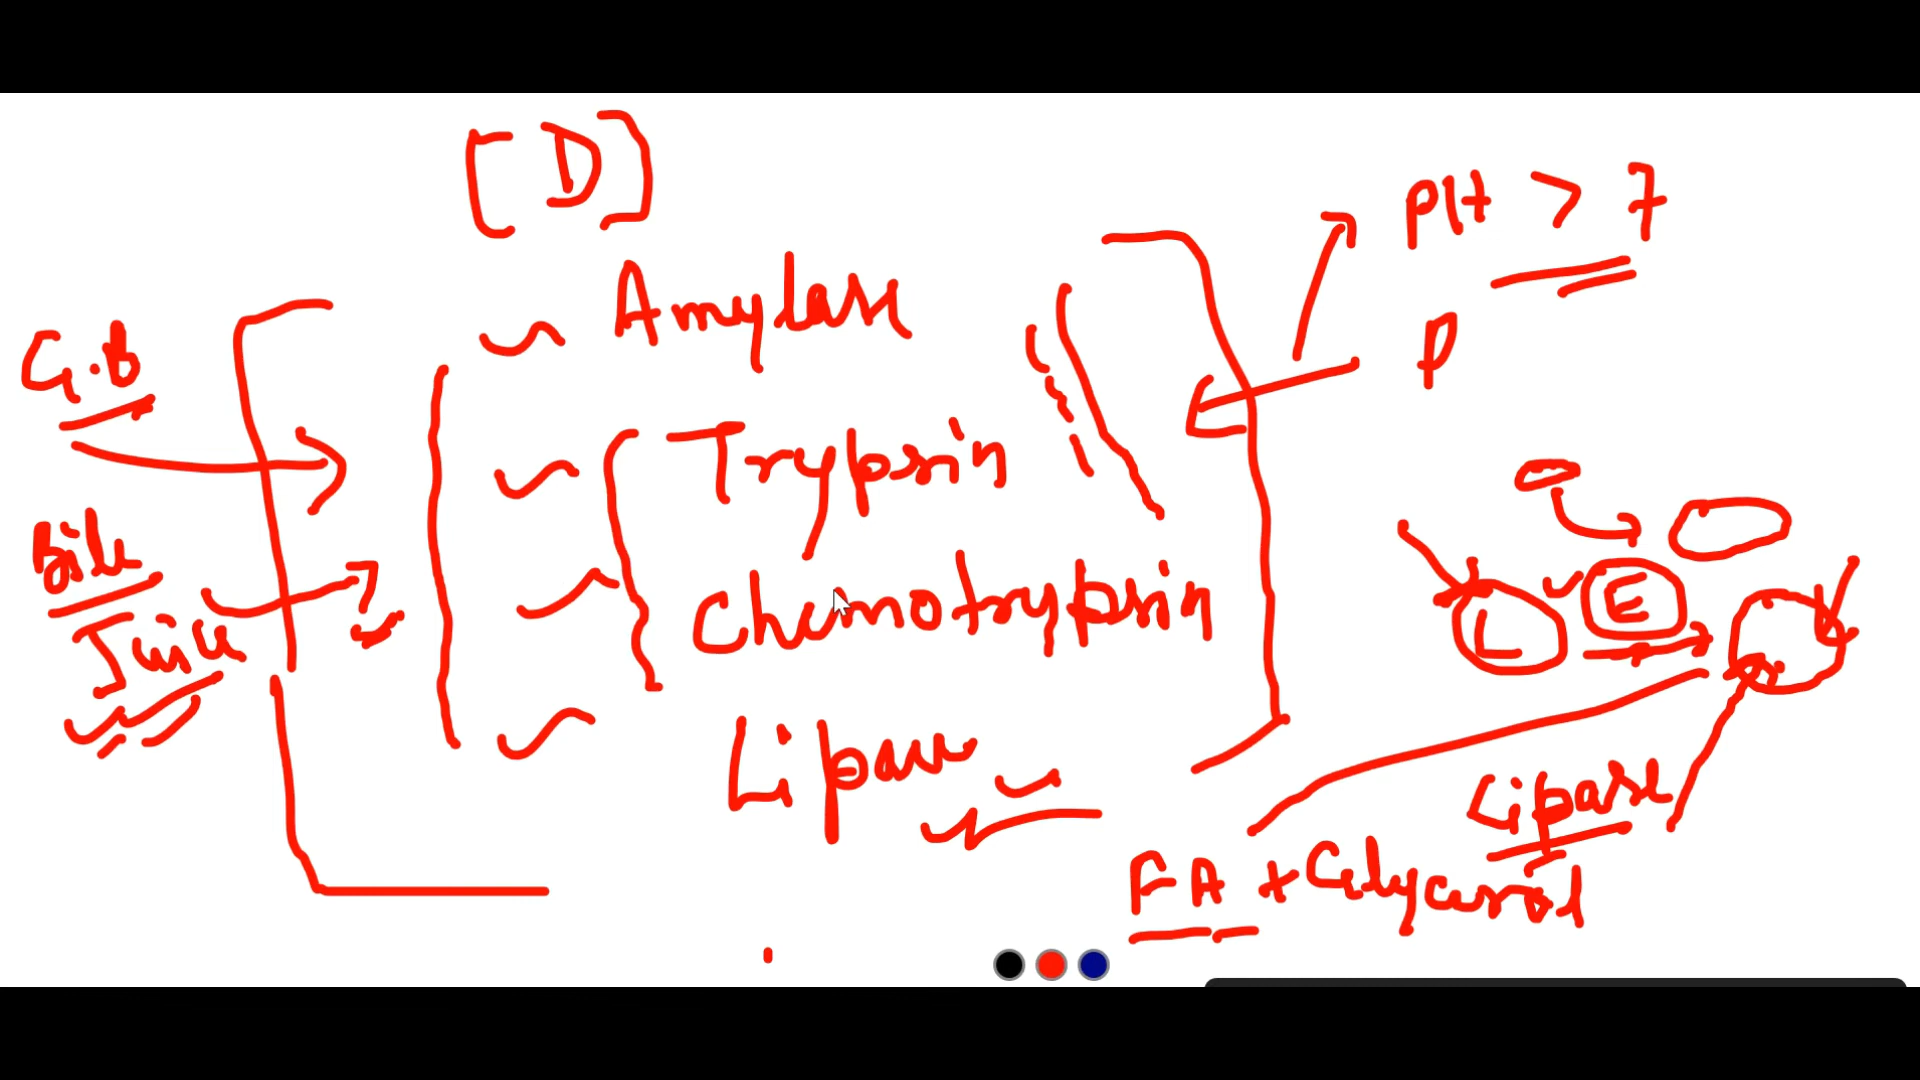 [D]
Amylase
Trypsin
Chemotrypsin
Lipase
G.B
Bile
Juice
PH > 7
P
L
E
Lipase
FA + Glycerol